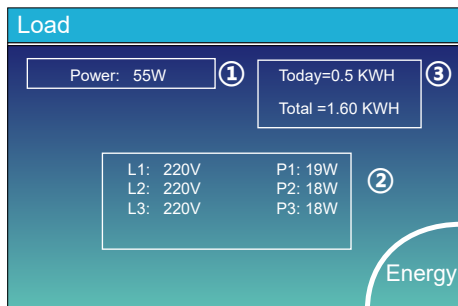 Load
Power: 55W ①
Today=0.5 KWH ③
Total =1.60 KWH
L1: 220V P1: 19W
L2: 220V P2: 18W ②
L3: 220V P3: 18W
Energy